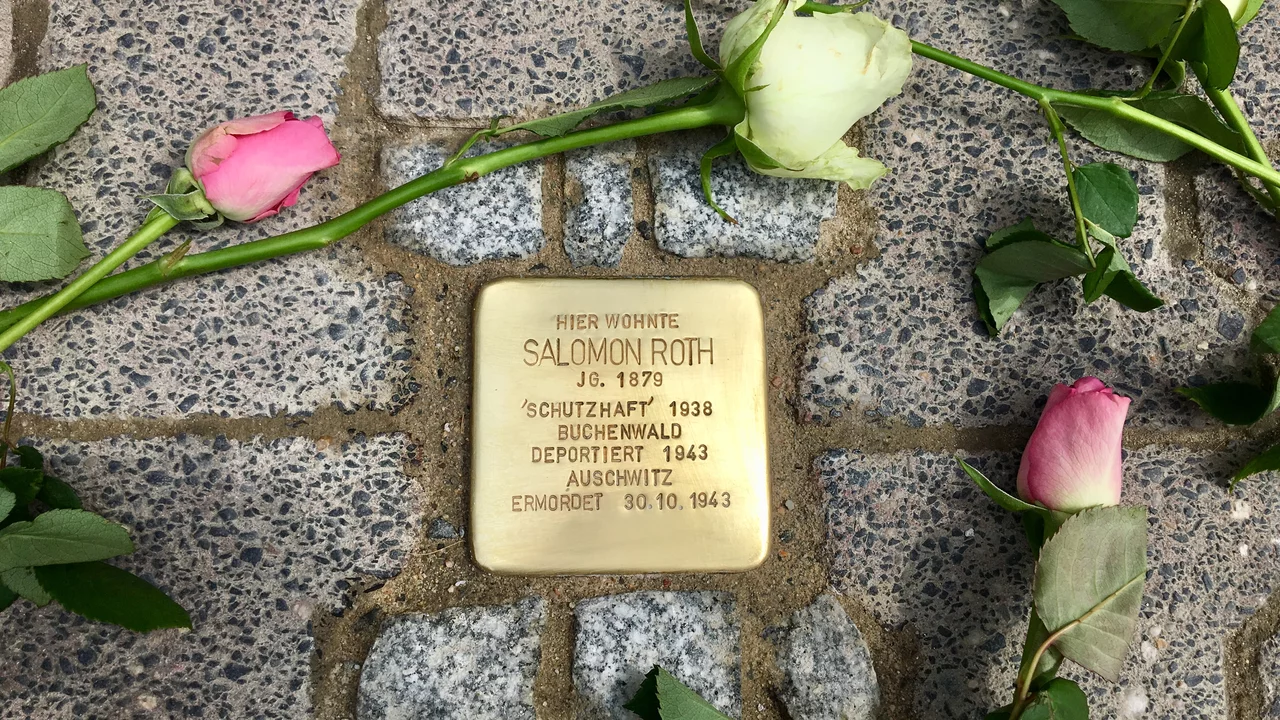 HIER WOHNTE
SALOMON ROTH
JG. 1879
'SCHUTZHAFT' 1938
BUCHENWALD
DEPORTIERT 1943
AUSCHWITZ
ERMORDET 30.10.1943